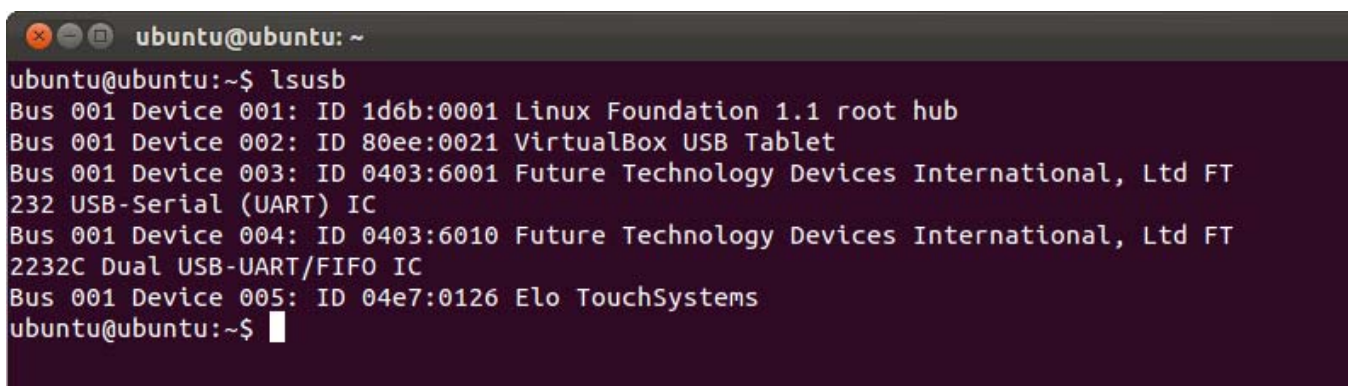 ubuntu@ubuntu: ~
ubuntu@ubuntu:~$ lsusb
Bus 001 Device 001: ID 1d6b:0001 Linux Foundation 1.1 root hub
Bus 001 Device 002: ID 80ee:0021 VirtualBox USB Tablet
Bus 001 Device 003: ID 0403:6001 Future Technology Devices International, Ltd FT
232 USB-Serial (UART) IC
Bus 001 Device 004: ID 0403:6010 Future Technology Devices International, Ltd FT
2232C Dual USB-UART/FIFO IC
Bus 001 Device 005: ID 04e7:0126 Elo TouchSystems
ubuntu@ubuntu:~$